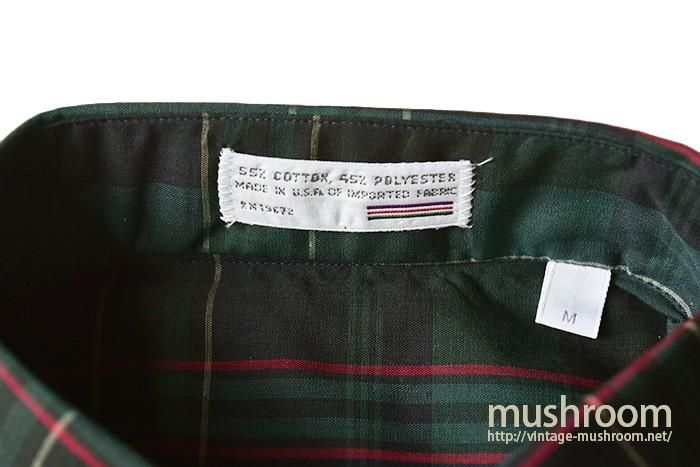 55% COTTON, 45% POLYESTER
MADE IN U.S.A. OF IMPORTED FABRIC
RN19672
M
mushroom
http://vintage-mushroom.net/